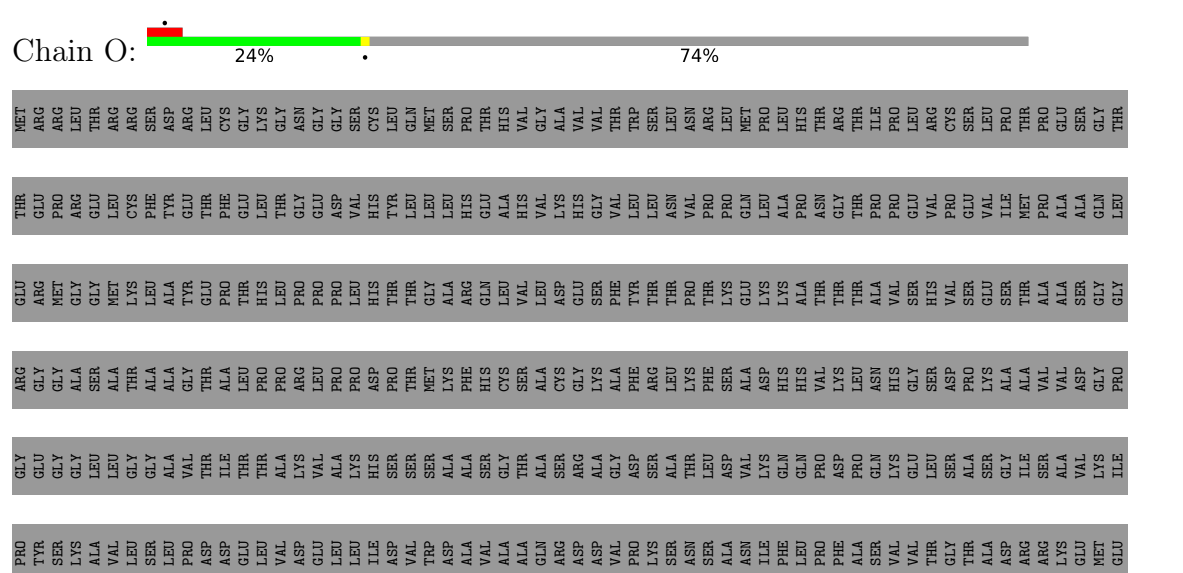 Chain O:
•
24%
•
74%
MET ARG ARG LEU THR ARG ARG SER ASP ARG LEU CYS GLY LYS GLY ASN GLY GLY SER CYS LEU GLN MET SER PRO THR HIS VAL GLY ALA VAL VAL THR TRP SER LEU ASN ARG LEU MET PRO LEU HIS THR ARG THR ILE PRO LEU ARG CYS SER LEU PRO THR PRO GLU SER GLY THR
THR GLU PRO ARG GLU LEU CYS PHE TYR GLU THR PHE GLU LEU THR GLY GLU ASP VAL HIS TYR LEU LEU LEU HIS GLU ALA HIS VAL LYS HIS GLY VAL LEU LEU ASN VAL PRO PRO GLN LEU ALA PRO ASN GLY THR PRO PRO GLU VAL PRO GLU VAL ILE MET PRO ALA ALA GLN LEU
GLU ARG MET GLY GLY MET LYS LEU ALA TYR GLU PRO THR HIS LEU PRO PRO PRO LEU HIS THR THR GLY ALA ARG GLN LEU VAL LEU ASP GLU SER PHE TYR THR THR PRO THR LYS GLU LYS LYS ALA THR THR THR ALA VAL SER HIS VAL SER GLU SER THR ALA ALA SER GLY GLY
ARG GLY GLY ALA SER ALA THR ALA ALA GLY THR ALA LEU PRO PRO ARG LEU PRO PRO ASP PRO THR MET LYS PHE HIS CYS SER ALA CYS GLY LYS ALA PHE ARG LEU LYS PHE SER ALA ASP HIS HIS VAL LYS LEU ASN HIS GLY SER ASP PRO LYS ALA ALA VAL VAL ASP GLY PRO
GLY GLU GLY GLY LEU LEU GLY GLY ALA VAL THR ILE THR THR ALA LYS VAL ALA LYS HIS SER SER SER ALA ALA SER GLY THR ALA SER ARG ALA GLY ASP SER ALA THR LEU ASP VAL LYS GLN GLN PRO ASP PRO GLN LYS GLU LEU SER ALA SER GLY ILE SER ALA VAL LYS ILE
PRO TYR SER LYS ALA VAL LEU SER LEU PRO ASP ASP GLU LEU VAL ASP GLU LEU LEU ILE ASP VAL TRP ASP ALA VAL ALA ALA GLN ARG ASP ASP VAL PRO LYS SER ASN SER ALA ASN ILE PHE LEU PRO PHE ALA SER VAL VAL THR GLY THR ALA ASP ARG ARG LYS GLU MET GLU